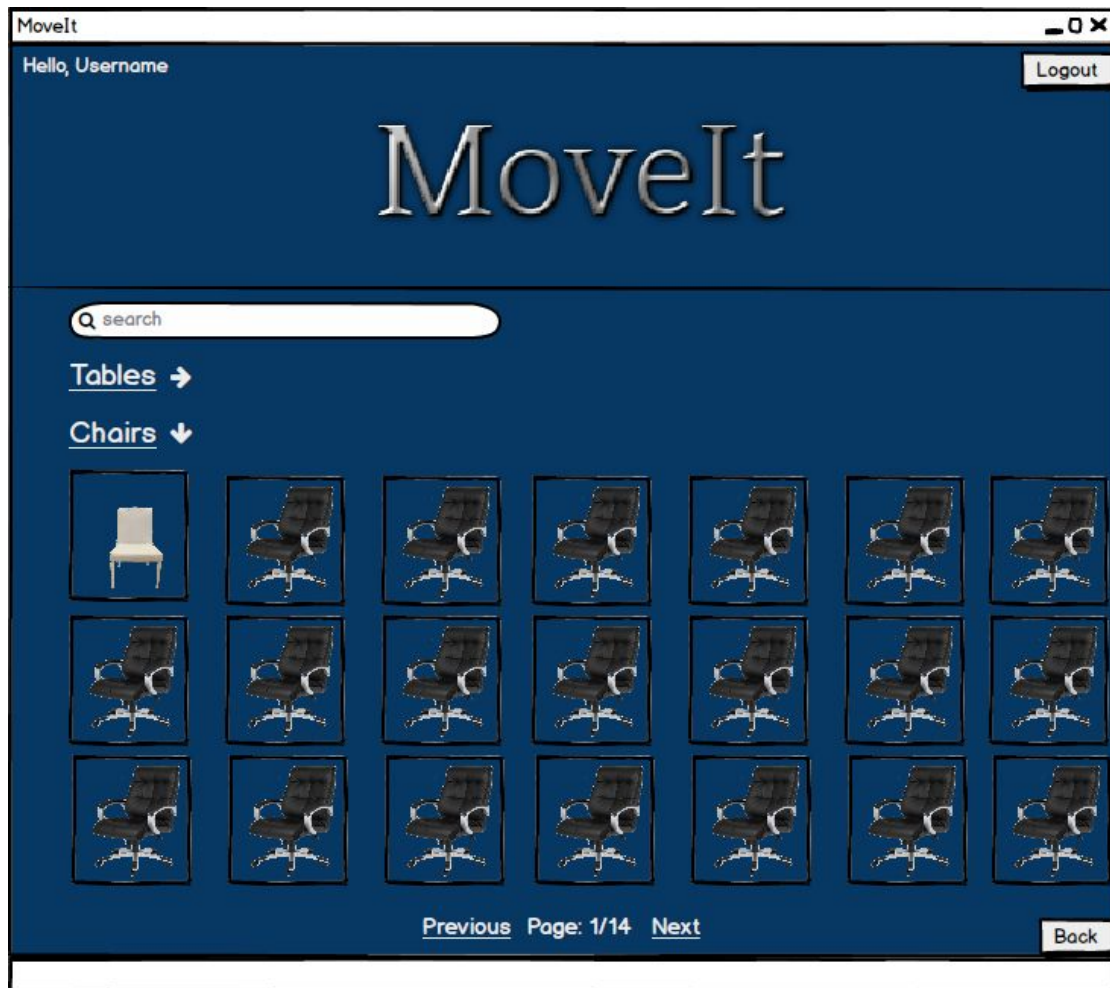 MoveIt
Hello, Username
Logout
MoveIt
search
Tables
Chairs
Previous Page: 1/14 Next
Back